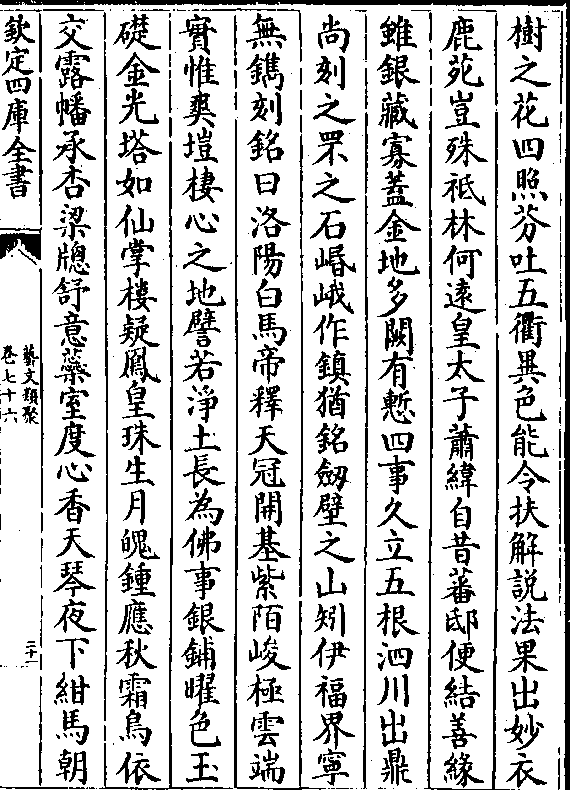 樹之花四照芬吐五衢異色能令扶解説法果出妙衣
鹿苑豈殊祇林何逺皇太子蕭緯自昔蕃邸便結善緣
雖銀藏寡蓋金地多闕有慙四事久立五根泗川出鼎
尚刻之罘之石㟭峨作鎮猶銘劔壁之山矧伊福界寧
無鐫刻銘曰洛陽白馬帝釋天冠開基紫陌峻極雲端
實惟爽塏棲心之地譬若淨土長為佛事銀鋪曜色玉
礎金光塔如仙掌樓疑鳳皇珠生月魄鍾應秋霜鳥依
交露幡承杏梁牕舒意蘂室度心香天琴夜下紺馬朝
欽定四庫全書
藝文類聚
卷七十六
二十一